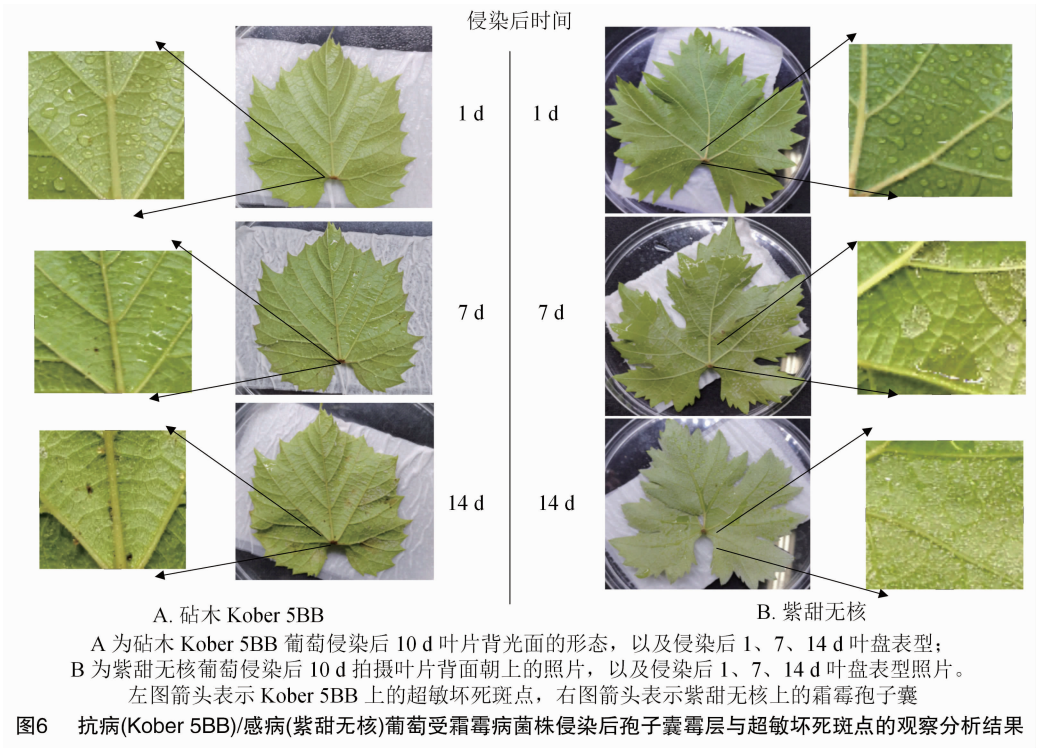 侵染后时间
1 d
1 d
7 d
7 d
14 d
14 d
A. 砧木 Kober 5BB
B. 紫甜无核
A 为砧木 Kober 5BB 葡萄侵染后 10 d 叶片背光面的形态，以及侵染后 1、7、14 d 叶盘表型；
B 为紫甜无核葡萄侵染后 10 d 拍摄叶片背面朝上的照片，以及侵染后 1、7、14 d 叶盘表型照片。
左图箭头表示 Kober 5BB 上的超敏坏死斑点，右图箭头表示紫甜无核上的霜霉孢子囊
图6 抗病(Kober 5BB)/感病(紫甜无核)葡萄受霜霉病菌株侵染后孢子囊霉层与超敏坏死斑点的观察分析结果